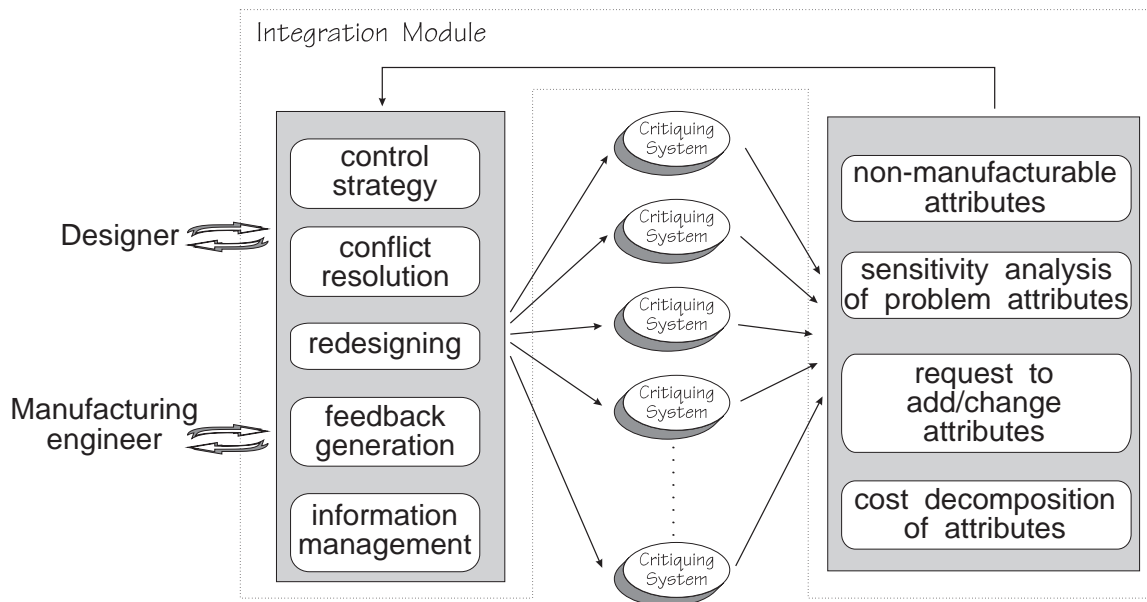 Integration Module
Designer
Manufacturing
engineer
control
strategy
conflict
resolution
redesigning
feedback
generation
information
management
Critiquing
System
Critiquing
System
Critiquing
System
Critiquing
System
Critiquing
System
non-manufacturable
attributes
sensitivity analysis
of problem attributes
request to
add/change
attributes
cost decomposition
of attributes